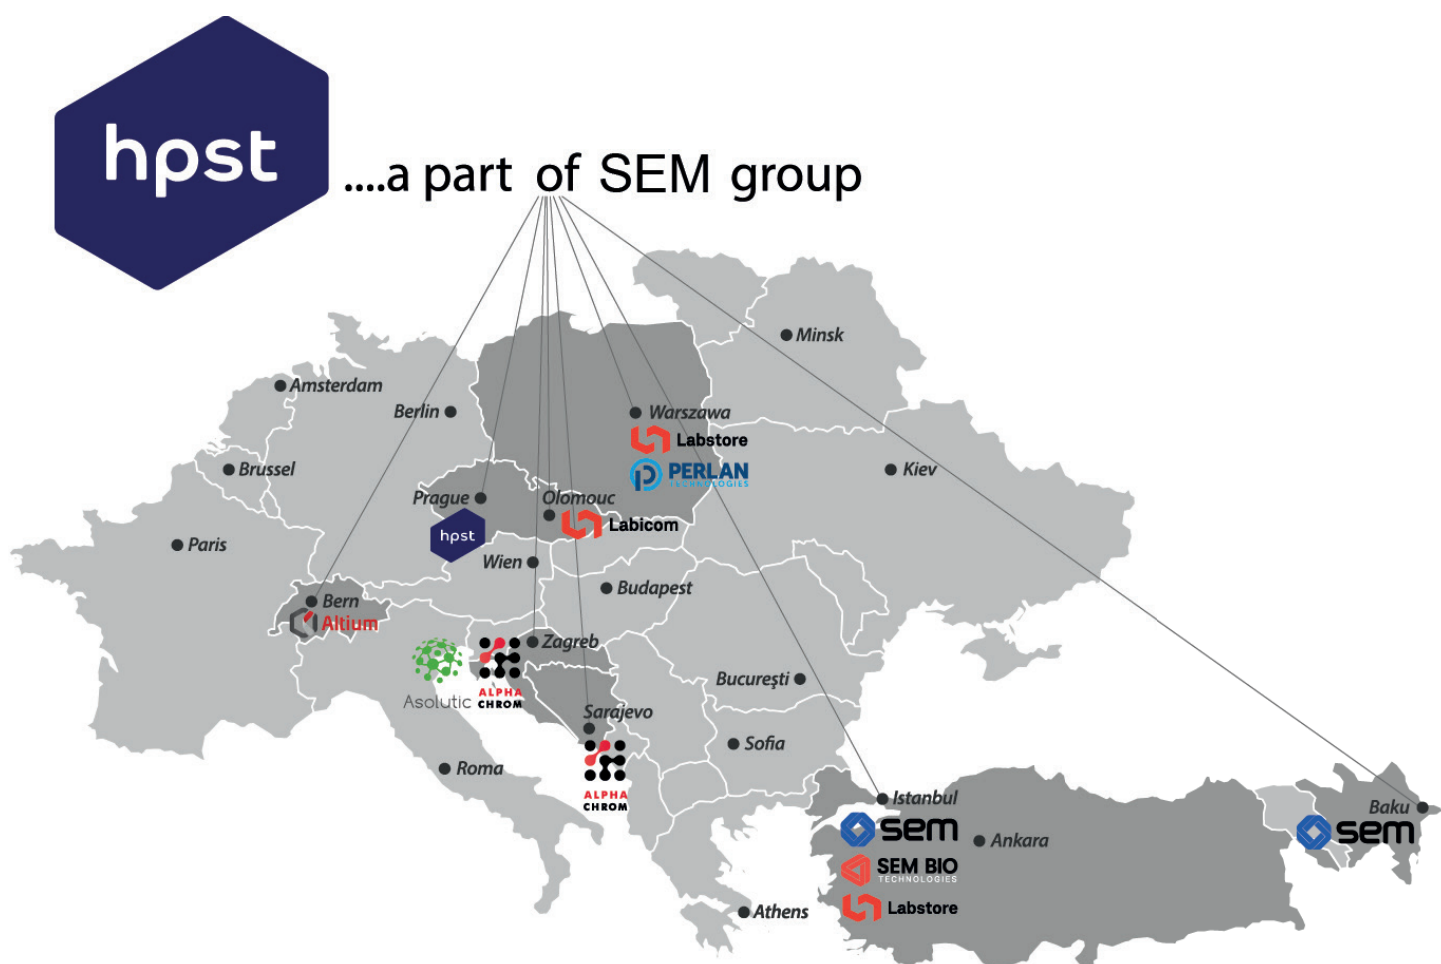 hpst
....a part of SEM group
Minsk
Amsterdam
Berlin
Warszawa
Labstore
PERLAN
TECHNOLOGIES
Brussel
Kiev
Prague
Olomouc
hpst
Labicom
Paris
Wien
Budapest
Bern
Altium
Zagreb
Asolutic
ALPHA
CHROM
Bucureşti
Sarajevo
Sofia
Roma
ALPHA
CHROM
Istanbul
Baku
sem
sem
Ankara
SEM BIO
TECHNOLOGIES
Labstore
Athens